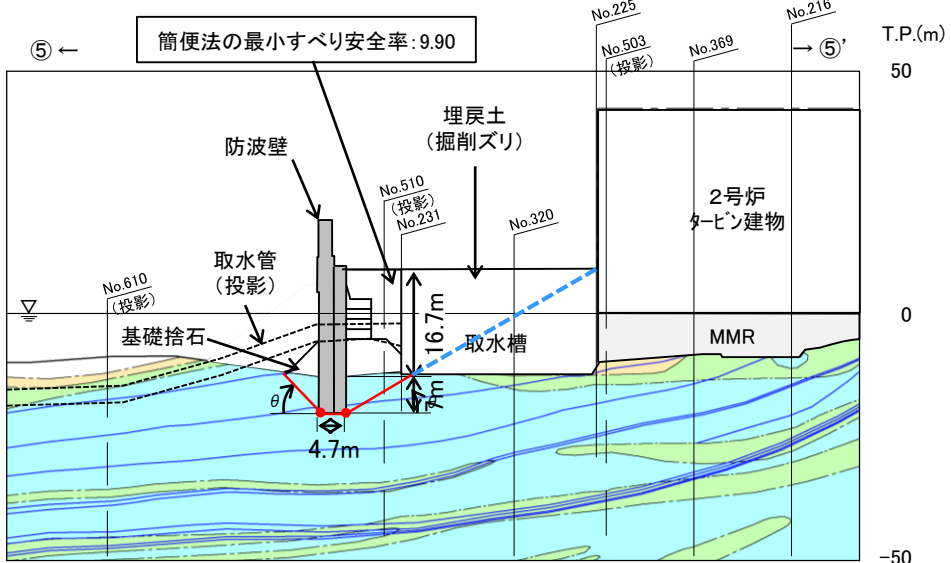 ⑤ ←
簡便法の最小すべり安全率:9.90
No.225
No.503
(投影)
No.369
No.216
→ ⑤’
T.P.(m)
50
埋戻土
(掘削ズリ)
防波壁
No.510
(投影)
No.231
No.320
2号炉
タービン建物
取水管
(投影)
No.610
(投影)
0
基礎捨石
16.7m
取水槽
MMR
θ
7m
θ
4.7m
-50